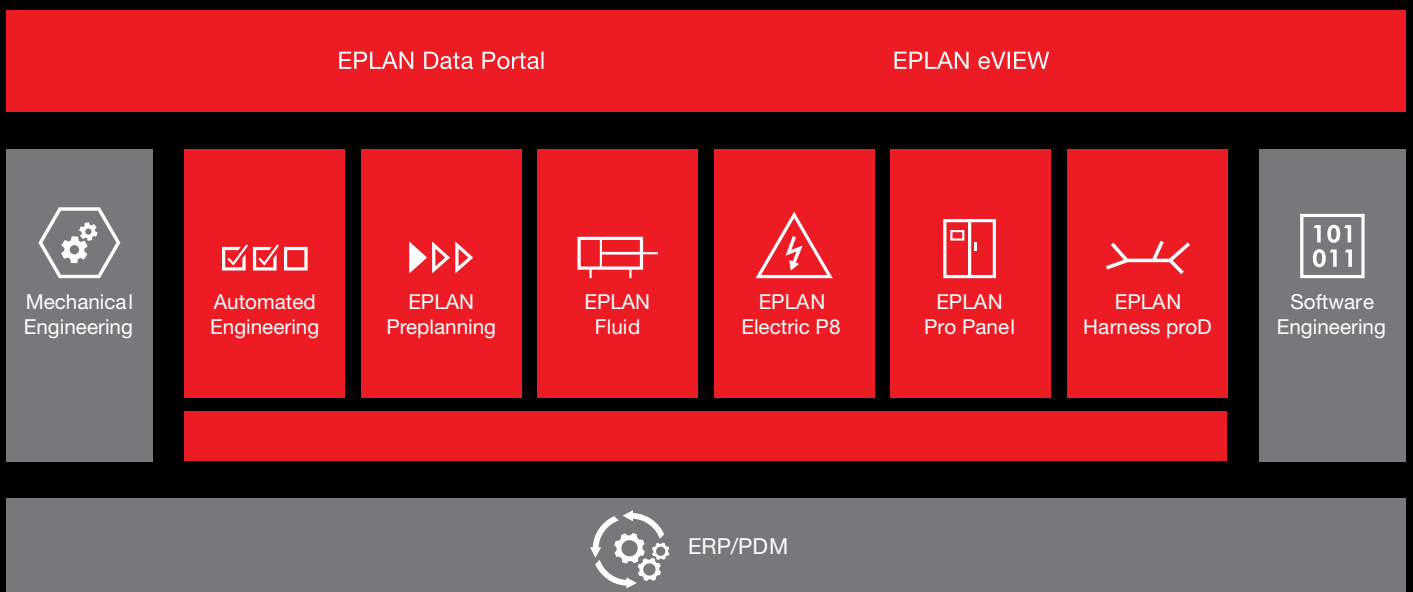 EPLAN Data Portal
EPLAN eVIEW
Mechanical
Engineering
Automated
Engineering
EPLAN
Preplanning
EPLAN
Fluid
EPLAN
Electric P8
EPLAN
Pro Panel
EPLAN
Harness proD
101
011
Software
Engineering
ERP/PDM